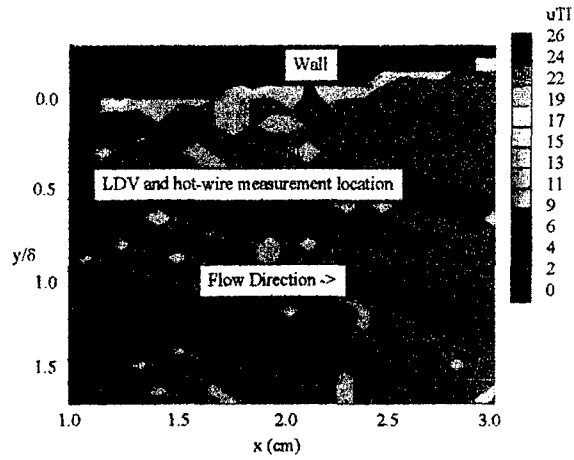 uTI
26
24
22
19
17
15
13
11
9
6
4
2
0
Wall
0.0
LDV and hot-wire measurement location
0.5
y/δ
Flow Direction ->
1.0
1.5
1.0 1.5 2.0 2.5 3.0
x (cm)